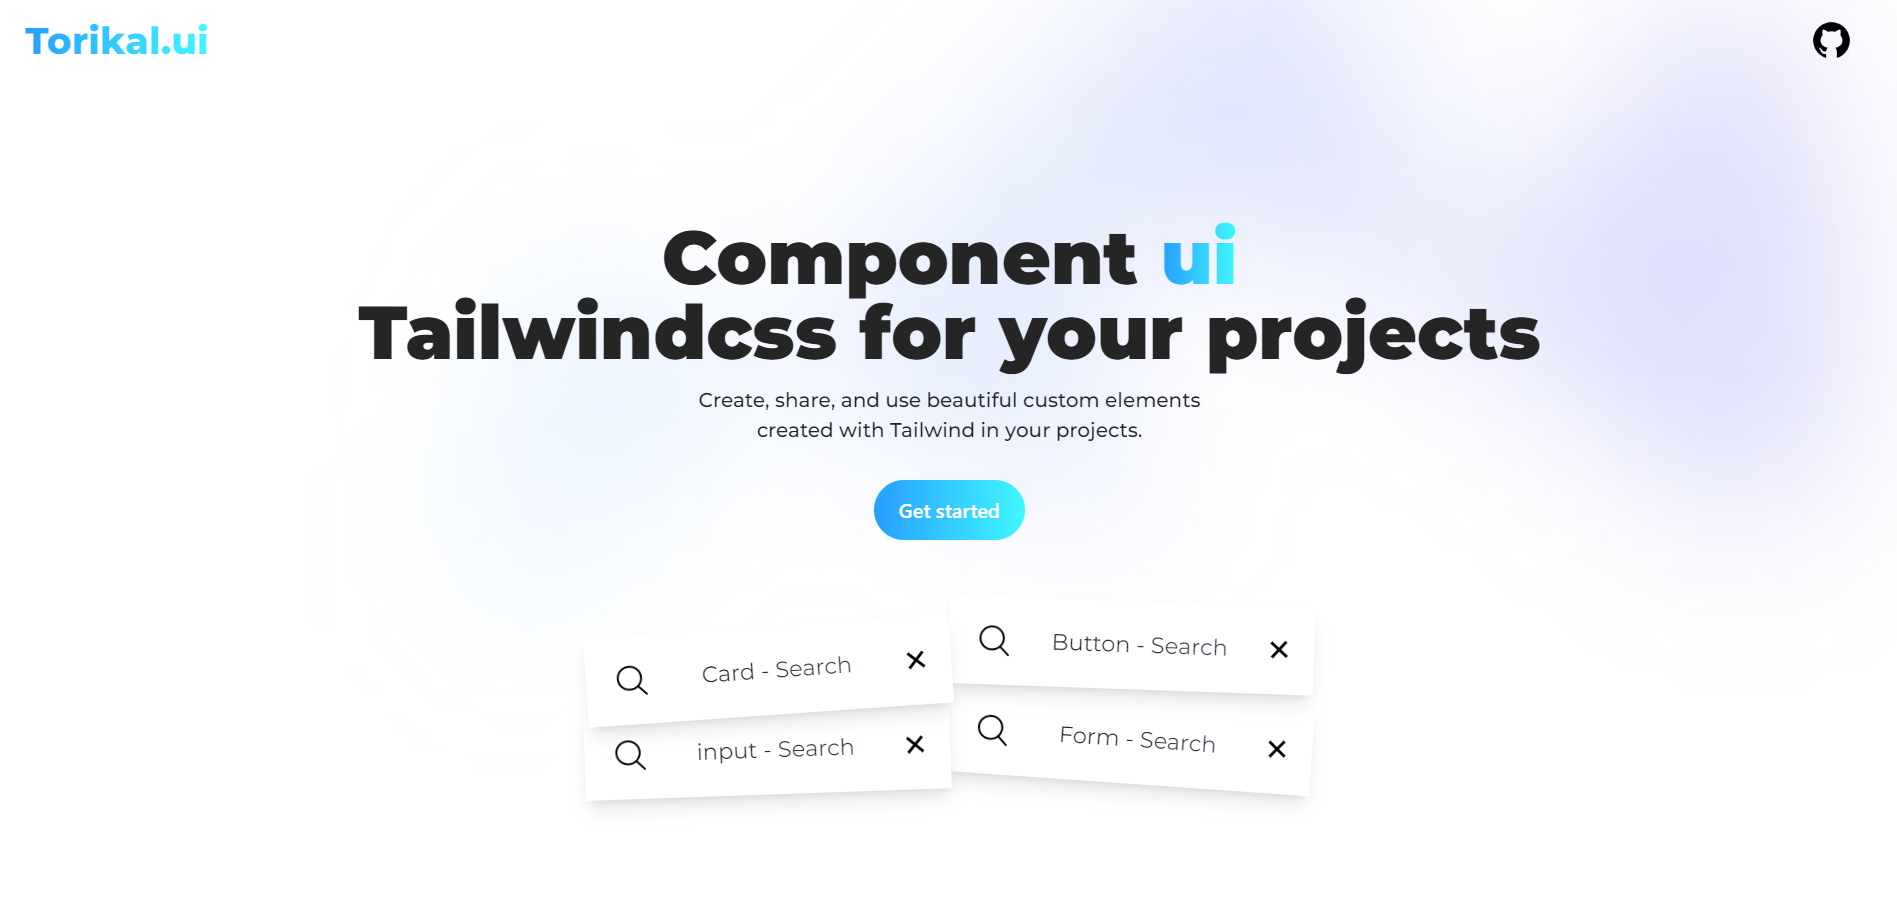 Torikal.ui
Component ui
Tailwindcss for your projects
Create, share, and use beautiful custom elements
created with Tailwind in your projects.
Get started
Card - Search
Button - Search
input - Search
Form - Search